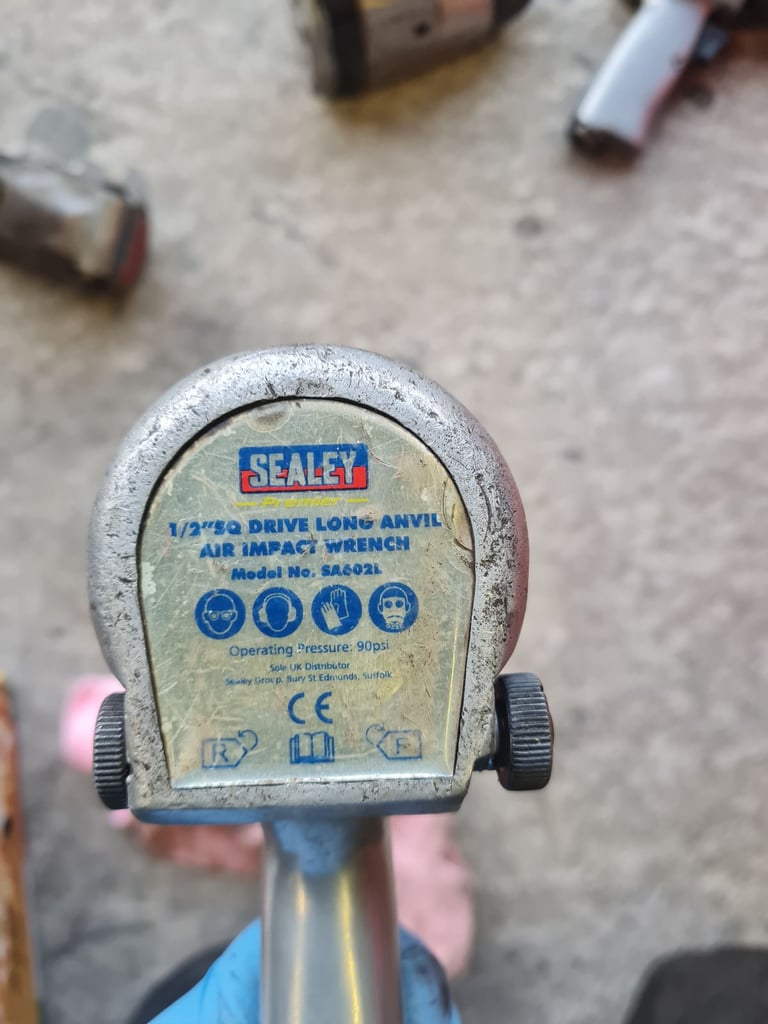 SEALEY
Premier
1/2"SQ DRIVE LONG ANVIL
AIR IMPACT WRENCH
Model No. SA602L
Operating Pressure: 90psi
Sole UK Distributor
Sealey Group, Bury St Edmunds, Suffolk
CE
R F